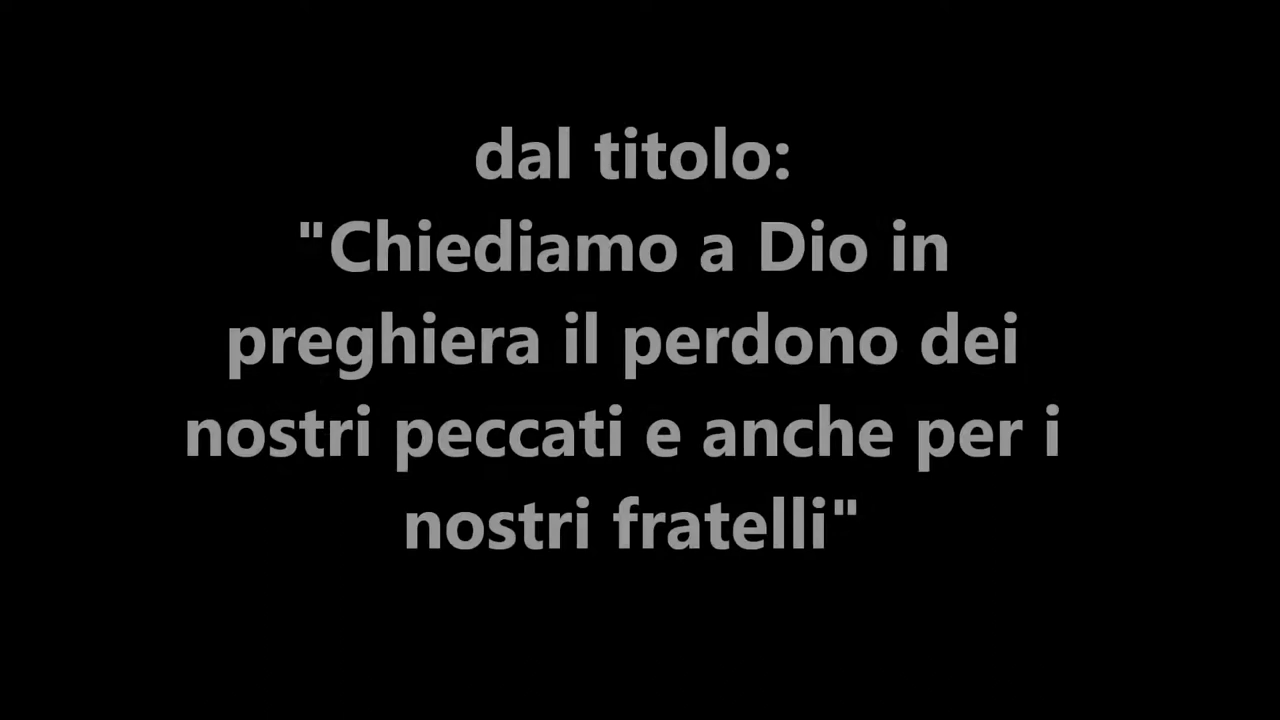 dal titolo:
"Chiediamo a Dio in
preghiera il perdono dei
nostri peccati e anche per i
nostri fratelli"